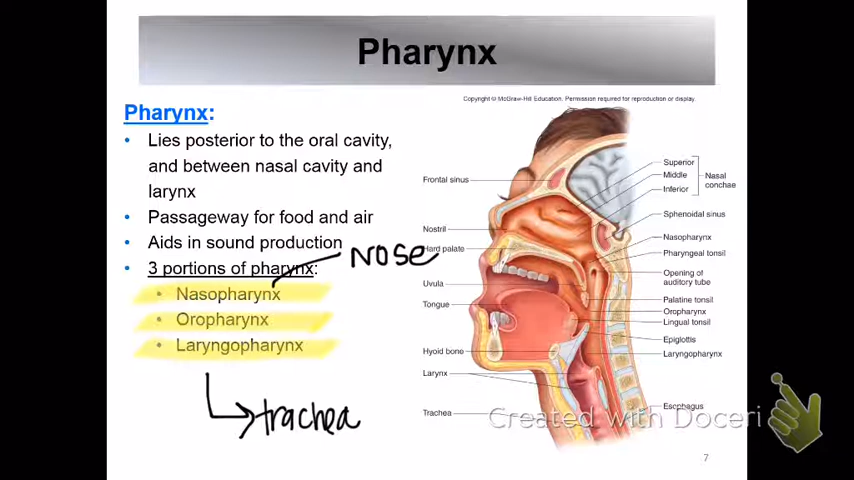 Pharynx
Copyright © McGraw-Hill Education. Permission required for reproduction or display.
Pharynx:
• Lies posterior to the oral cavity,
and between nasal cavity and
larynx
• Passageway for food and air
• Aids in sound production
• 3 portions of pharynx:
• Nasopharynx
• Oropharynx
• Laryngopharynx
NOSE
trachea
Frontal sinus
Nostril
Hard palate
Uvula
Tongue
Hyoid bone
Larynx
Trachea
Superior
Middle
Inferior
Nasal
conchae
Sphenoidal sinus
Nasopharynx
Pharyngeal tonsil
Opening of
auditory tube
Palatine tonsil
Oropharynx
Lingual tonsil
Epiglottis
Laryngopharynx
Esophagus
Created with Doceri
7